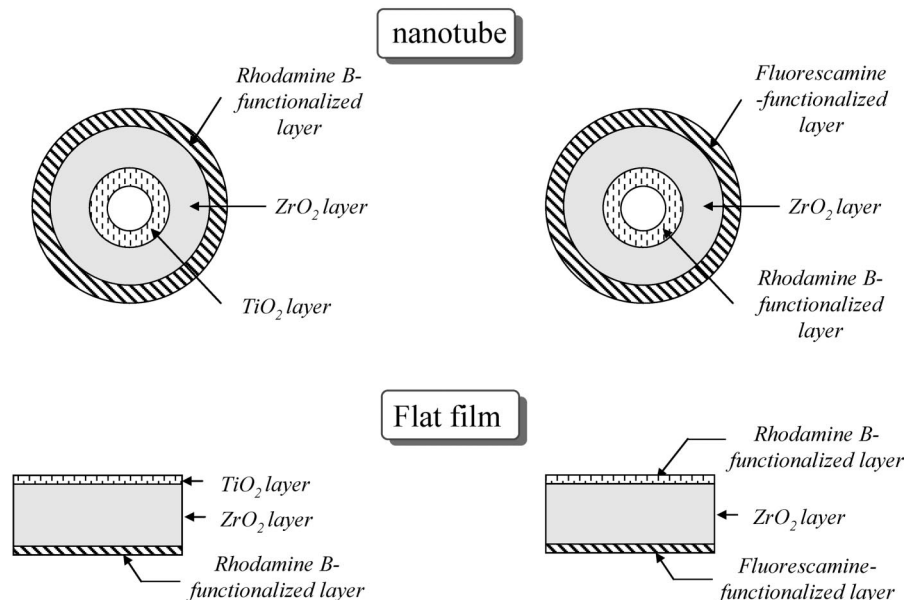 nanotube
Rhodamine B-
functionalized
layer
ZrO₂ layer
TiO₂ layer
Fluorescamine
-functionalized
layer
ZrO₂ layer
Rhodamine B-
functionalized
layer
Flat film
TiO₂ layer
ZrO₂ layer
Rhodamine B-
functionalized layer
Rhodamine B-
functionalized layer
ZrO₂ layer
Fluorescamine-
functionalized layer